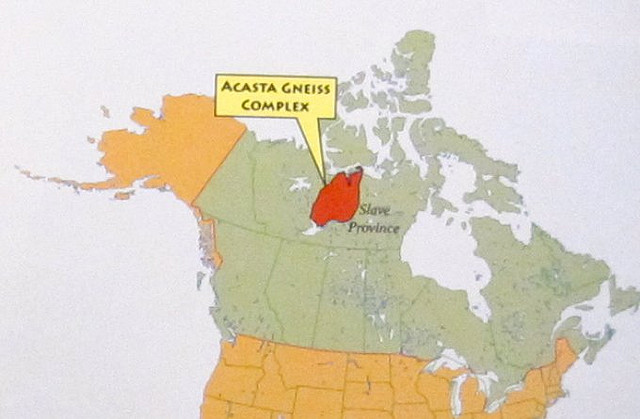 ACASTA GNEISS
COMPLEX
Slave
Province